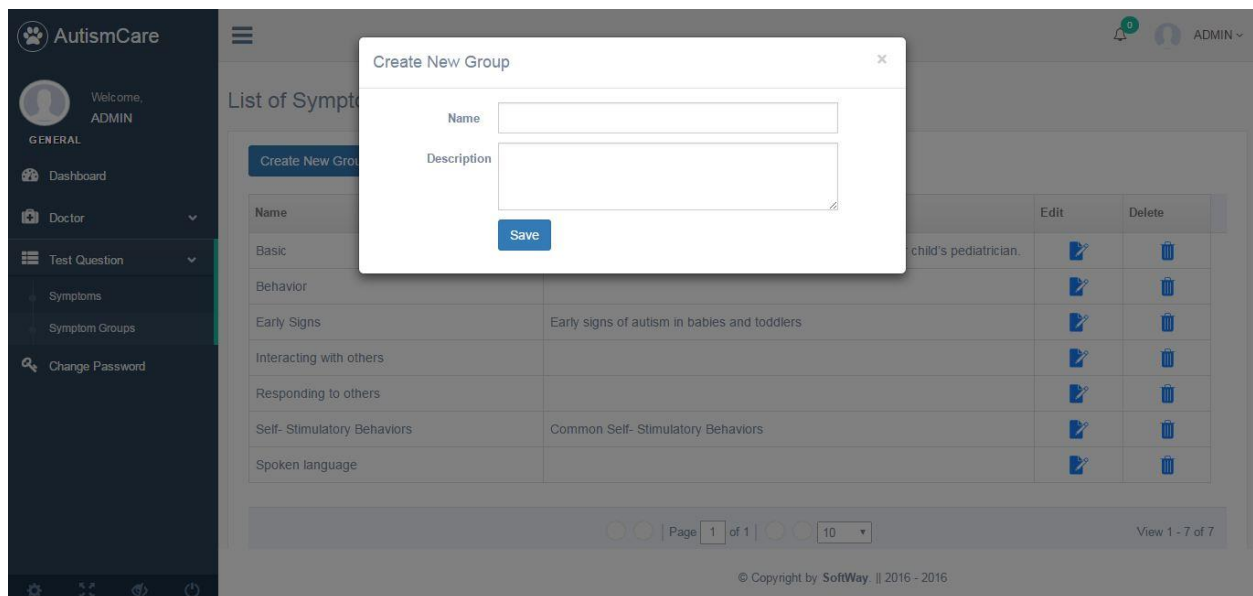 AutismCare
0
ADMIN
Welcome,
ADMIN
GENERAL
Dashboard
Doctor
Test Question
Symptoms
Symptom Groups
Change Password
List of Sympto
Create New Grou
Create New Group
×
Name
Description
Save
Name Edit Delete
Basic child's pediatrician.
Behavior
Early Signs Early signs of autism in babies and toddlers
Interacting with others
Responding to others
Self- Stimulatory Behaviors Common Self- Stimulatory Behaviors
Spoken language
Page 1 of 1 10 View 1 - 7 of 7
© Copyright by SoftWay. || 2016 - 2016